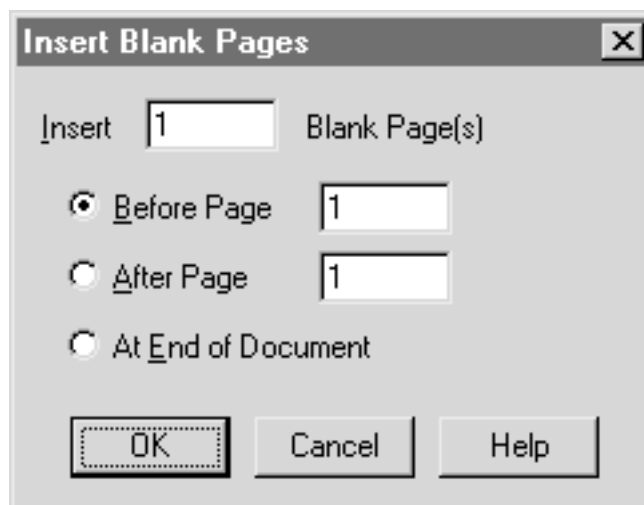 Insert Blank Pages
Insert 1 Blank Page(s)
Before Page 1
After Page 1
At End of Document
OK Cancel Help